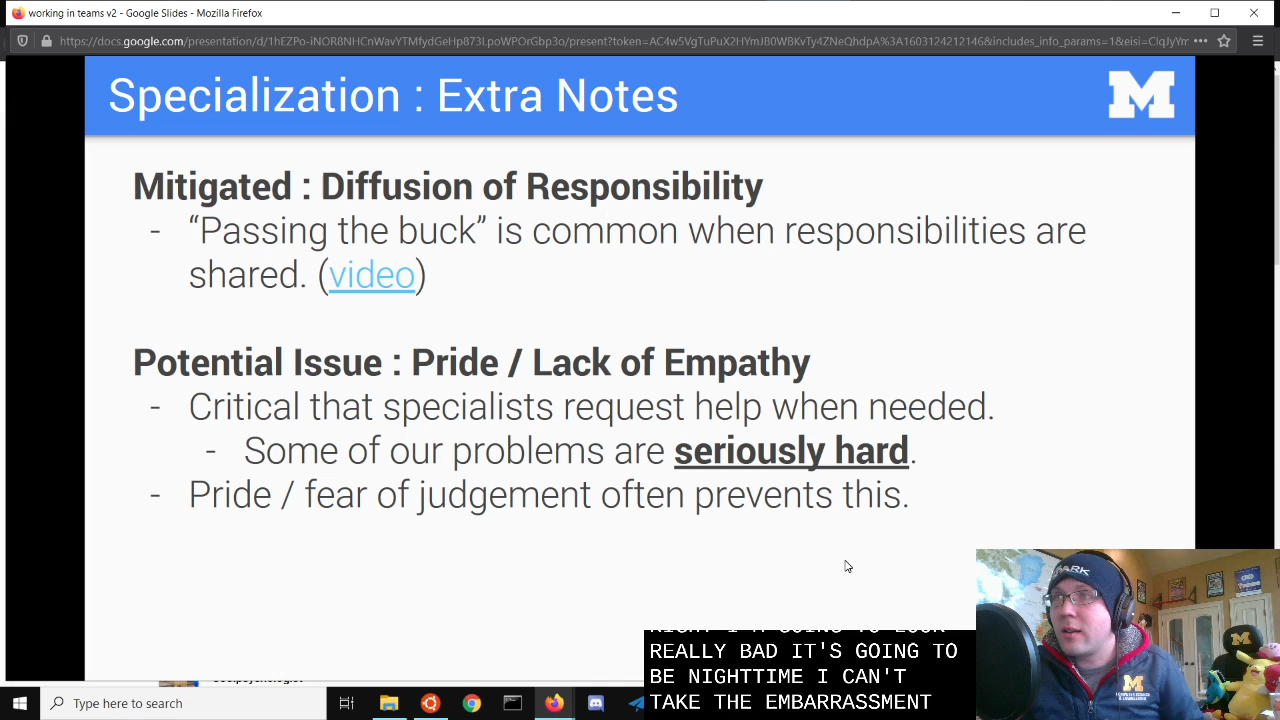 working in teams v2 - Google Slides - Mozilla Firefox
Specialization : Extra Notes
M
Mitigated : Diffusion of Responsibility
- “Passing the buck” is common when responsibilities are
shared. (video)
Potential Issue : Pride / Lack of Empathy
- Critical that specialists request help when needed.
- Some of our problems are seriously hard.
- Pride / fear of judgement often prevents this.
REALLY BAD IT'S GOING TO
BE NIGHTTIME I CAN'T
TAKE THE EMBARRASSMENT
Type here to search
M
M